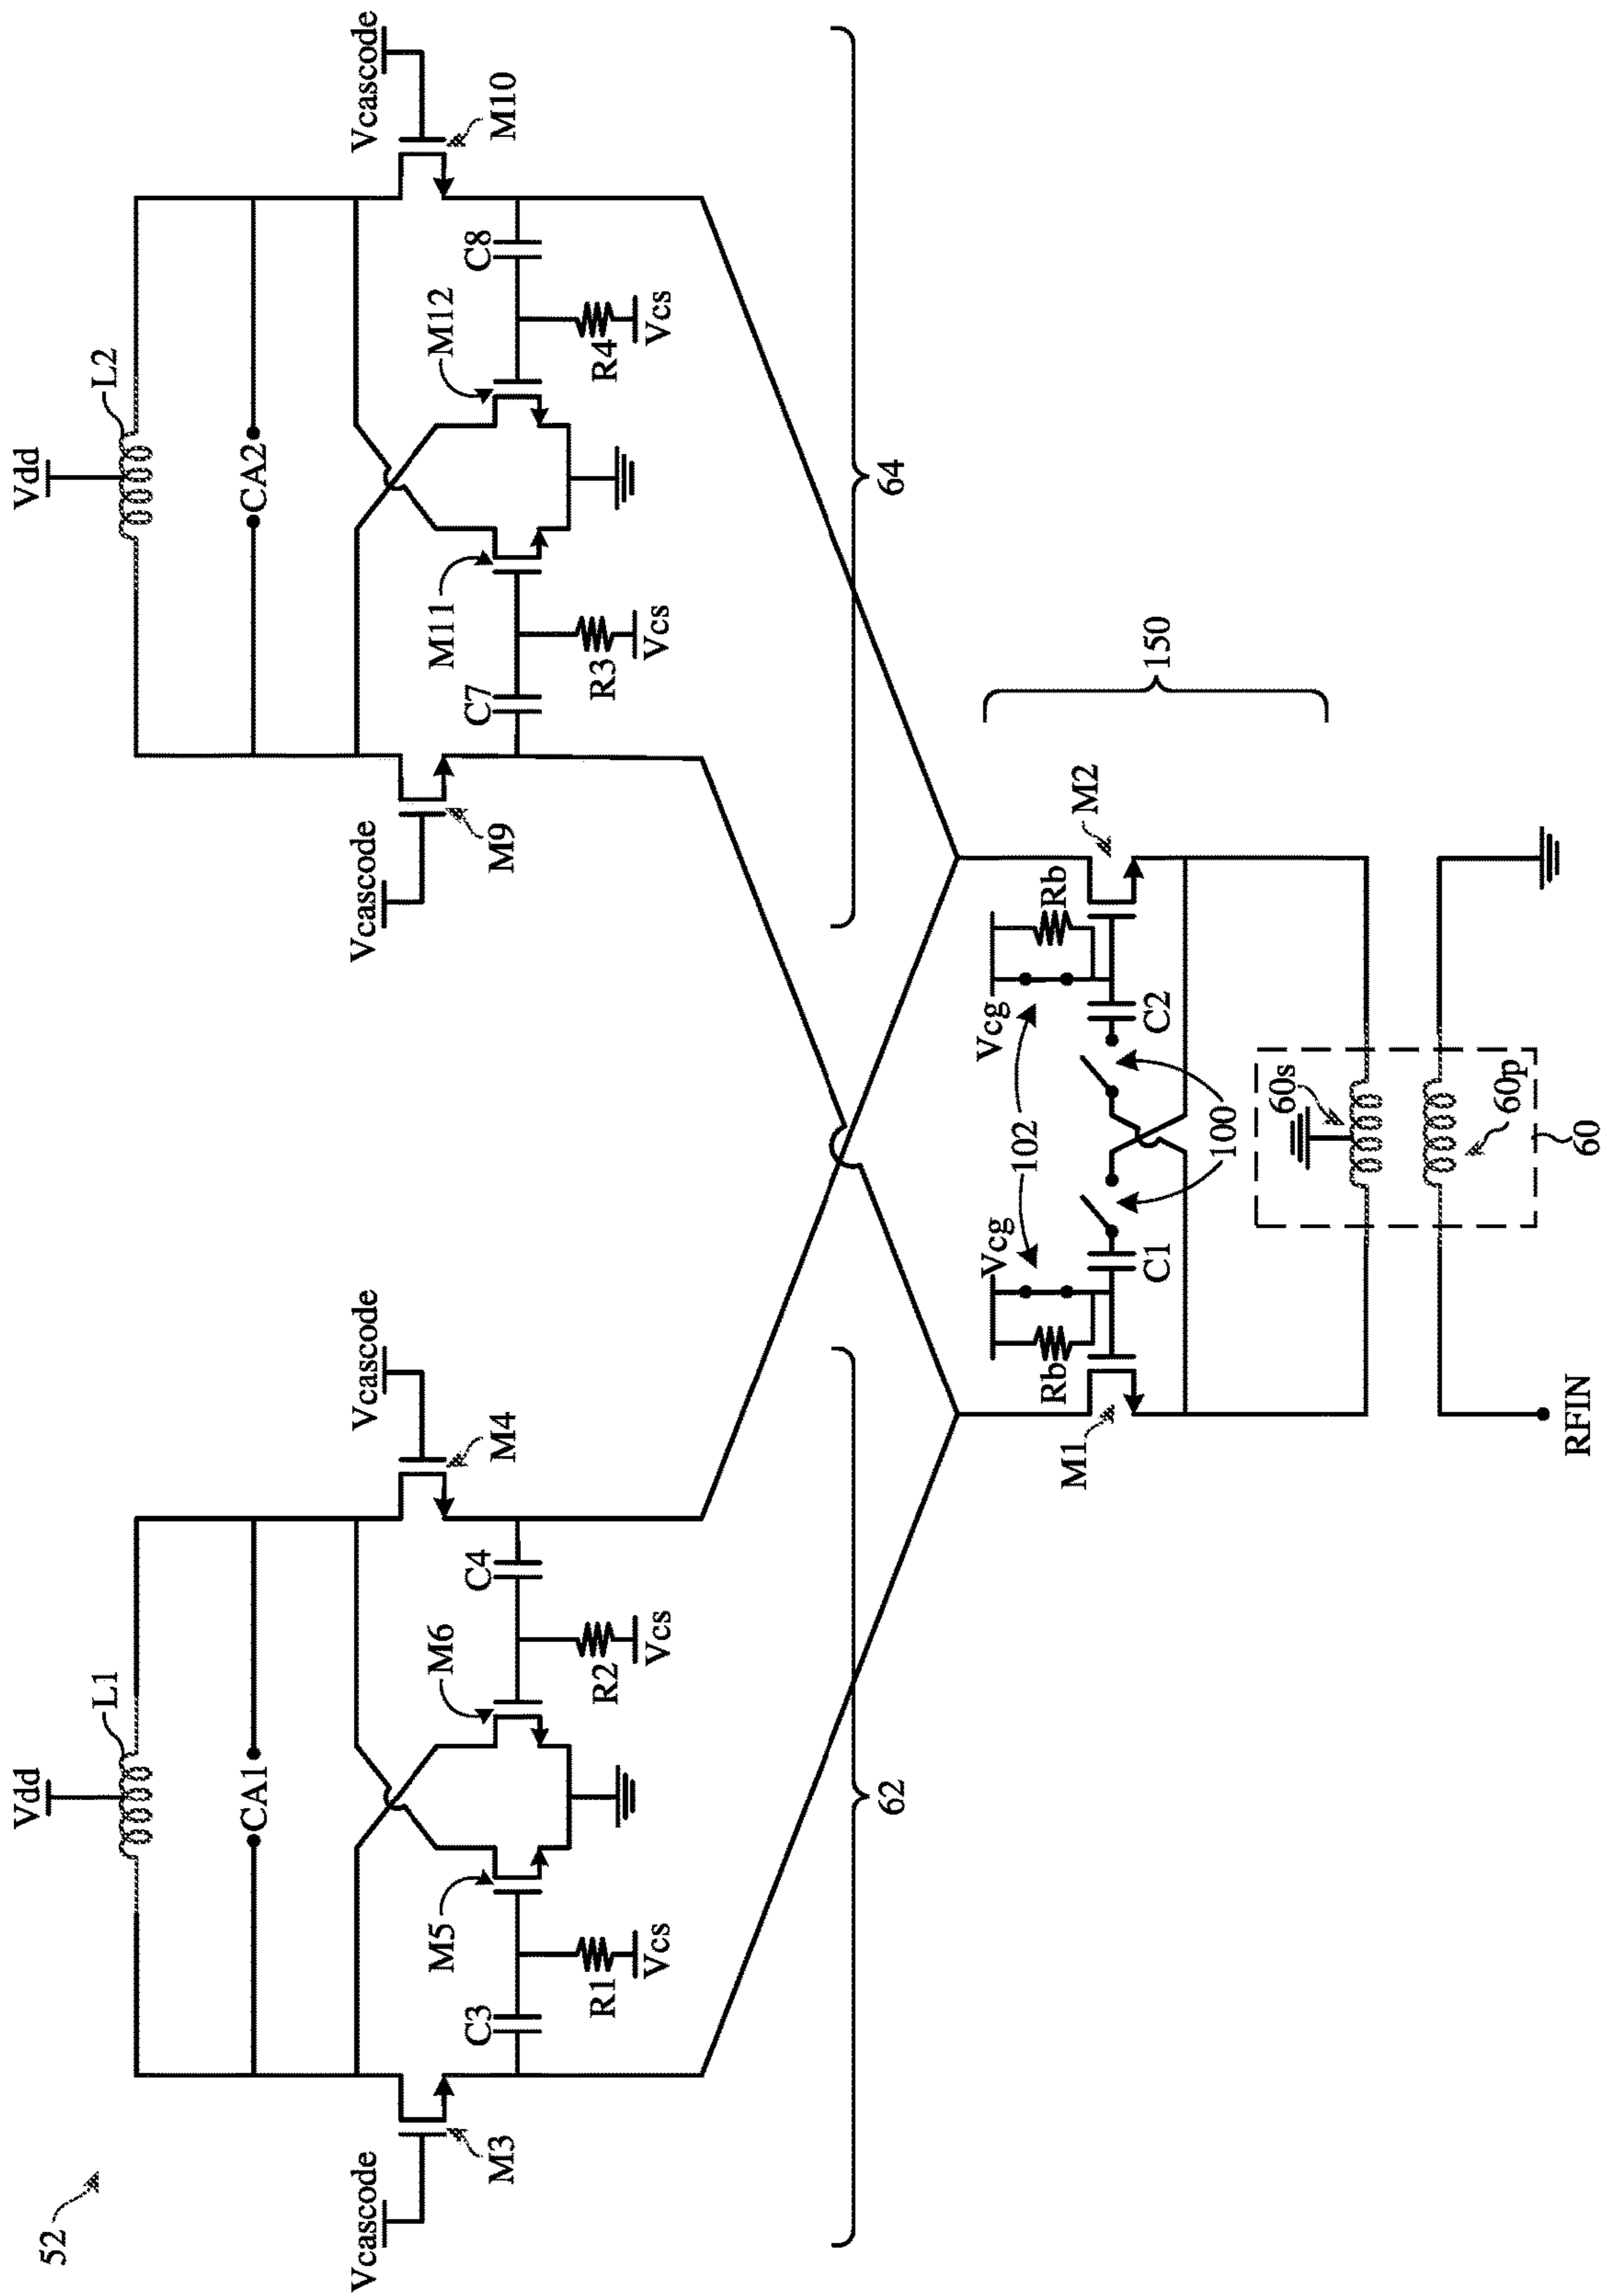 52
Vdd
L1
CA1
Vcascode
M3
Vcascode
M4
M5
M6
C3
C4
R1
Vcs
R2
Vcs
62
Vdd
L2
CA2
Vcascode
M9
Vcascode
M10
M11
M12
C7
C8
R3
Vcs
R4
Vcs
64
Vcg
Vcg
102
Rb
Rb
M1
M2
C1
C2
100
150
60s
60p
60
RFIN